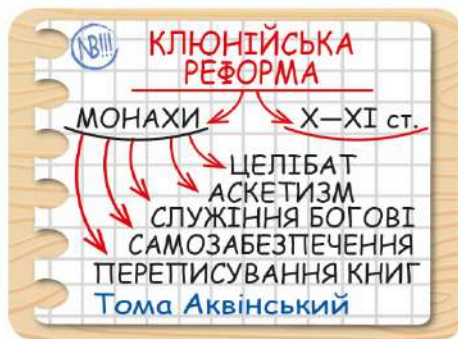 NB!!!
КЛЮНІЙСЬКА
РЕФОРМА
МОНАХИ X—XI ст.
ЦЕЛІБАТ
АСКЕТИЗМ
СЛУЖІННЯ БОГОВІ
САМОЗАБЕЗПЕЧЕННЯ
ПЕРЕПИСУВАННЯ КНИГ
Тома Аквінський